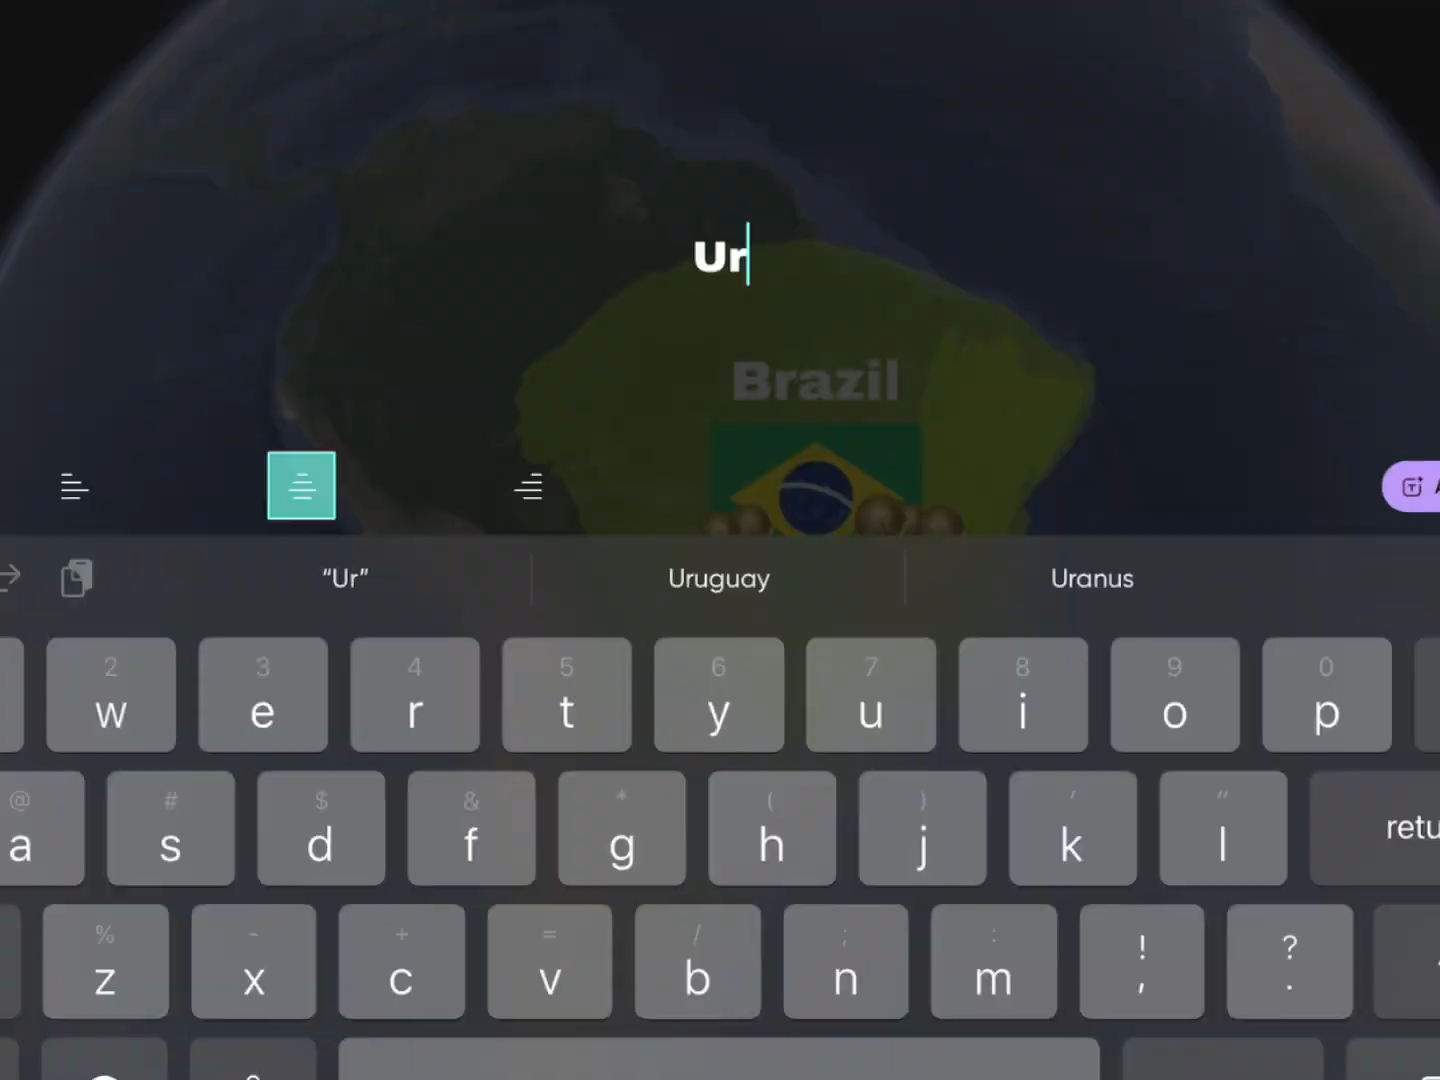 Ur
Brazil
“Ur” Uruguay Uranus
2 3 4 5 6 7 8 9 0
w e r t y u i o p
@ # $ & * ( ) ' "
a s d f g h j k l retu
% - + = / ; : ! ?
z x c v b n m , .